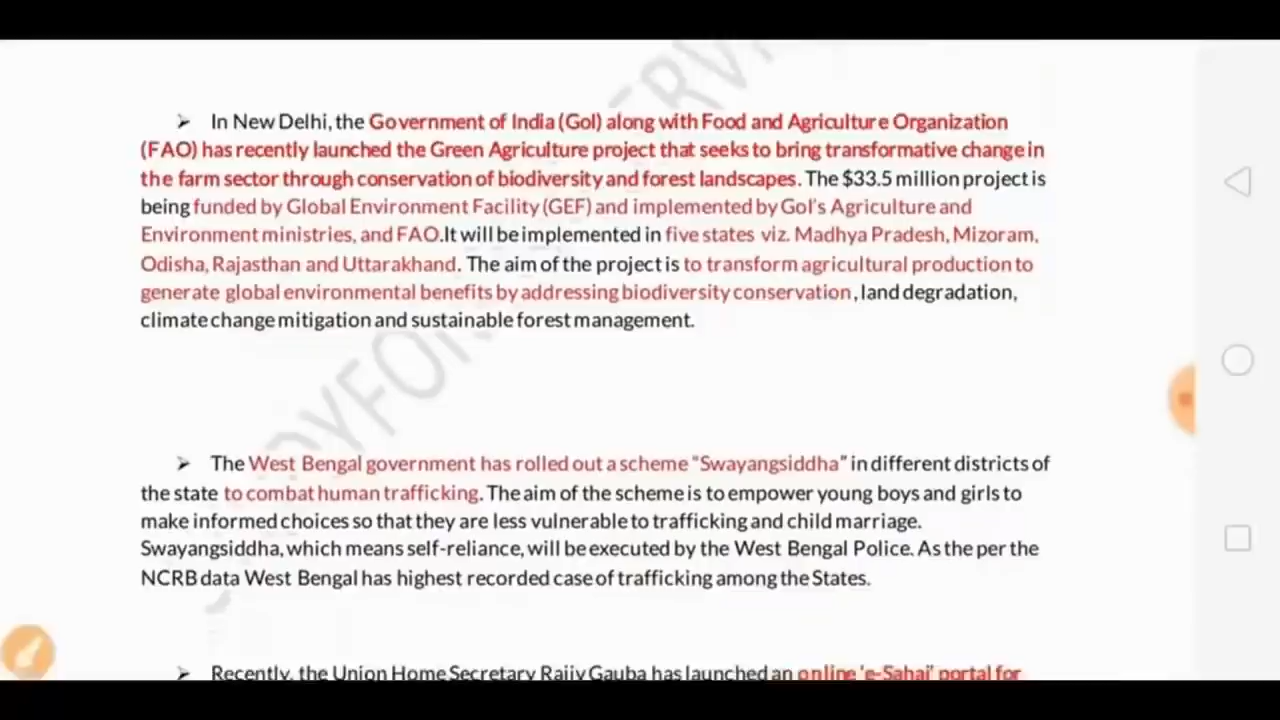 ➢ In New Delhi, the Government of India (GoI) along with Food and Agriculture Organization
(FAO) has recently launched the Green Agriculture project that seeks to bring transformative change in
the farm sector through conservation of biodiversity and forest landscapes. The $33.5 million project is
being funded by Global Environment Facility (GEF) and implemented by GoI's Agriculture and
Environment ministries, and FAO.It will be implemented in five states viz. Madhya Pradesh, Mizoram,
Odisha, Rajasthan and Uttarakhand. The aim of the project is to transform agricultural production to
generate global environmental benefits by addressing biodiversity conservation, land degradation,
climate change mitigation and sustainable forest management.
➢ The West Bengal government has rolled out a scheme "Swayangsiddha" in different districts of
the state to combat human trafficking. The aim of the scheme is to empower young boys and girls to
make informed choices so that they are less vulnerable to trafficking and child marriage.
Swayangsiddha, which means self-reliance, will be executed by the West Bengal Police. As the per the
NCRB data West Bengal has highest recorded case of trafficking among the States.
➢ Recently, the Union Home Secretary Rajiv Gauba has launched an online 'e-Sahaj' portal for